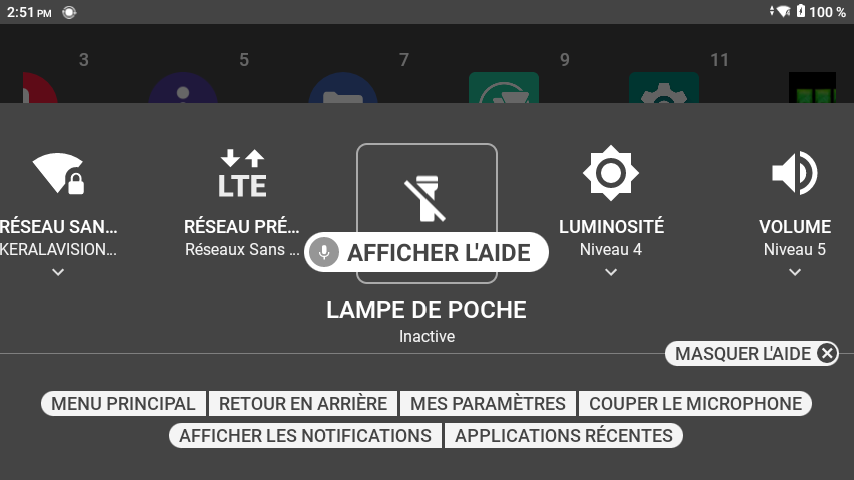 2:51 PM
100 %
3 5 7 9 11
RÉSEAU SAN...
KERALAVISION...
LTE
RÉSEAU PRÉ...
Réseaux Sans ...
AFFICHER L'AIDE
LAMPE DE POCHE
Inactive
LUMINOSITÉ
Niveau 4
VOLUME
Niveau 5
MASQUER L'AIDE
MENU PRINCIPAL RETOUR EN ARRIÈRE MES PARAMÈTRES COUPER LE MICROPHONE
AFFICHER LES NOTIFICATIONS APPLICATIONS RÉCENTES